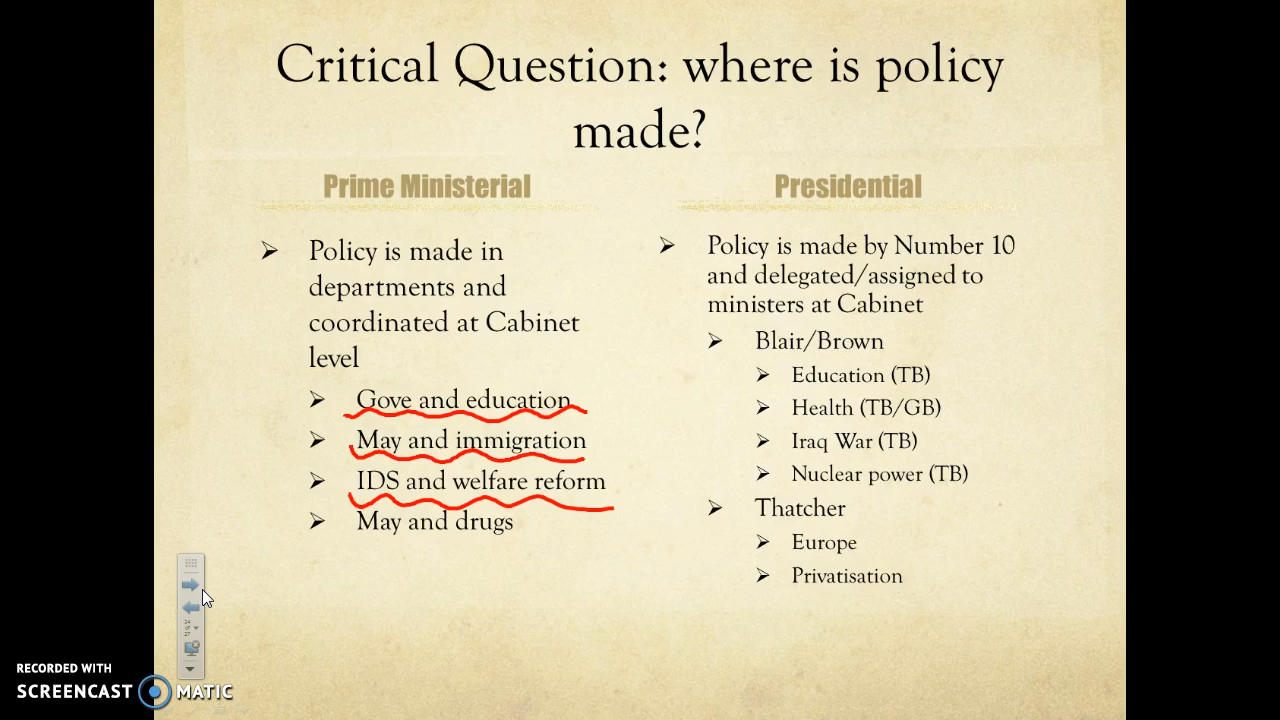 Critical Question: where is policy
made?
Prime Ministerial
Policy is made in
departments and
coordinated at Cabinet
level
Gove and education
May and immigration
IDS and welfare reform
May and drugs
Presidential
Policy is made by Number 10
and delegated/assigned to
ministers at Cabinet
Blair/Brown
Education (TB)
Health (TB/GB)
Iraq War (TB)
Nuclear power (TB)
Thatcher
Europe
Privatisation
RECORDED WITH
SCREENCAST MATIC